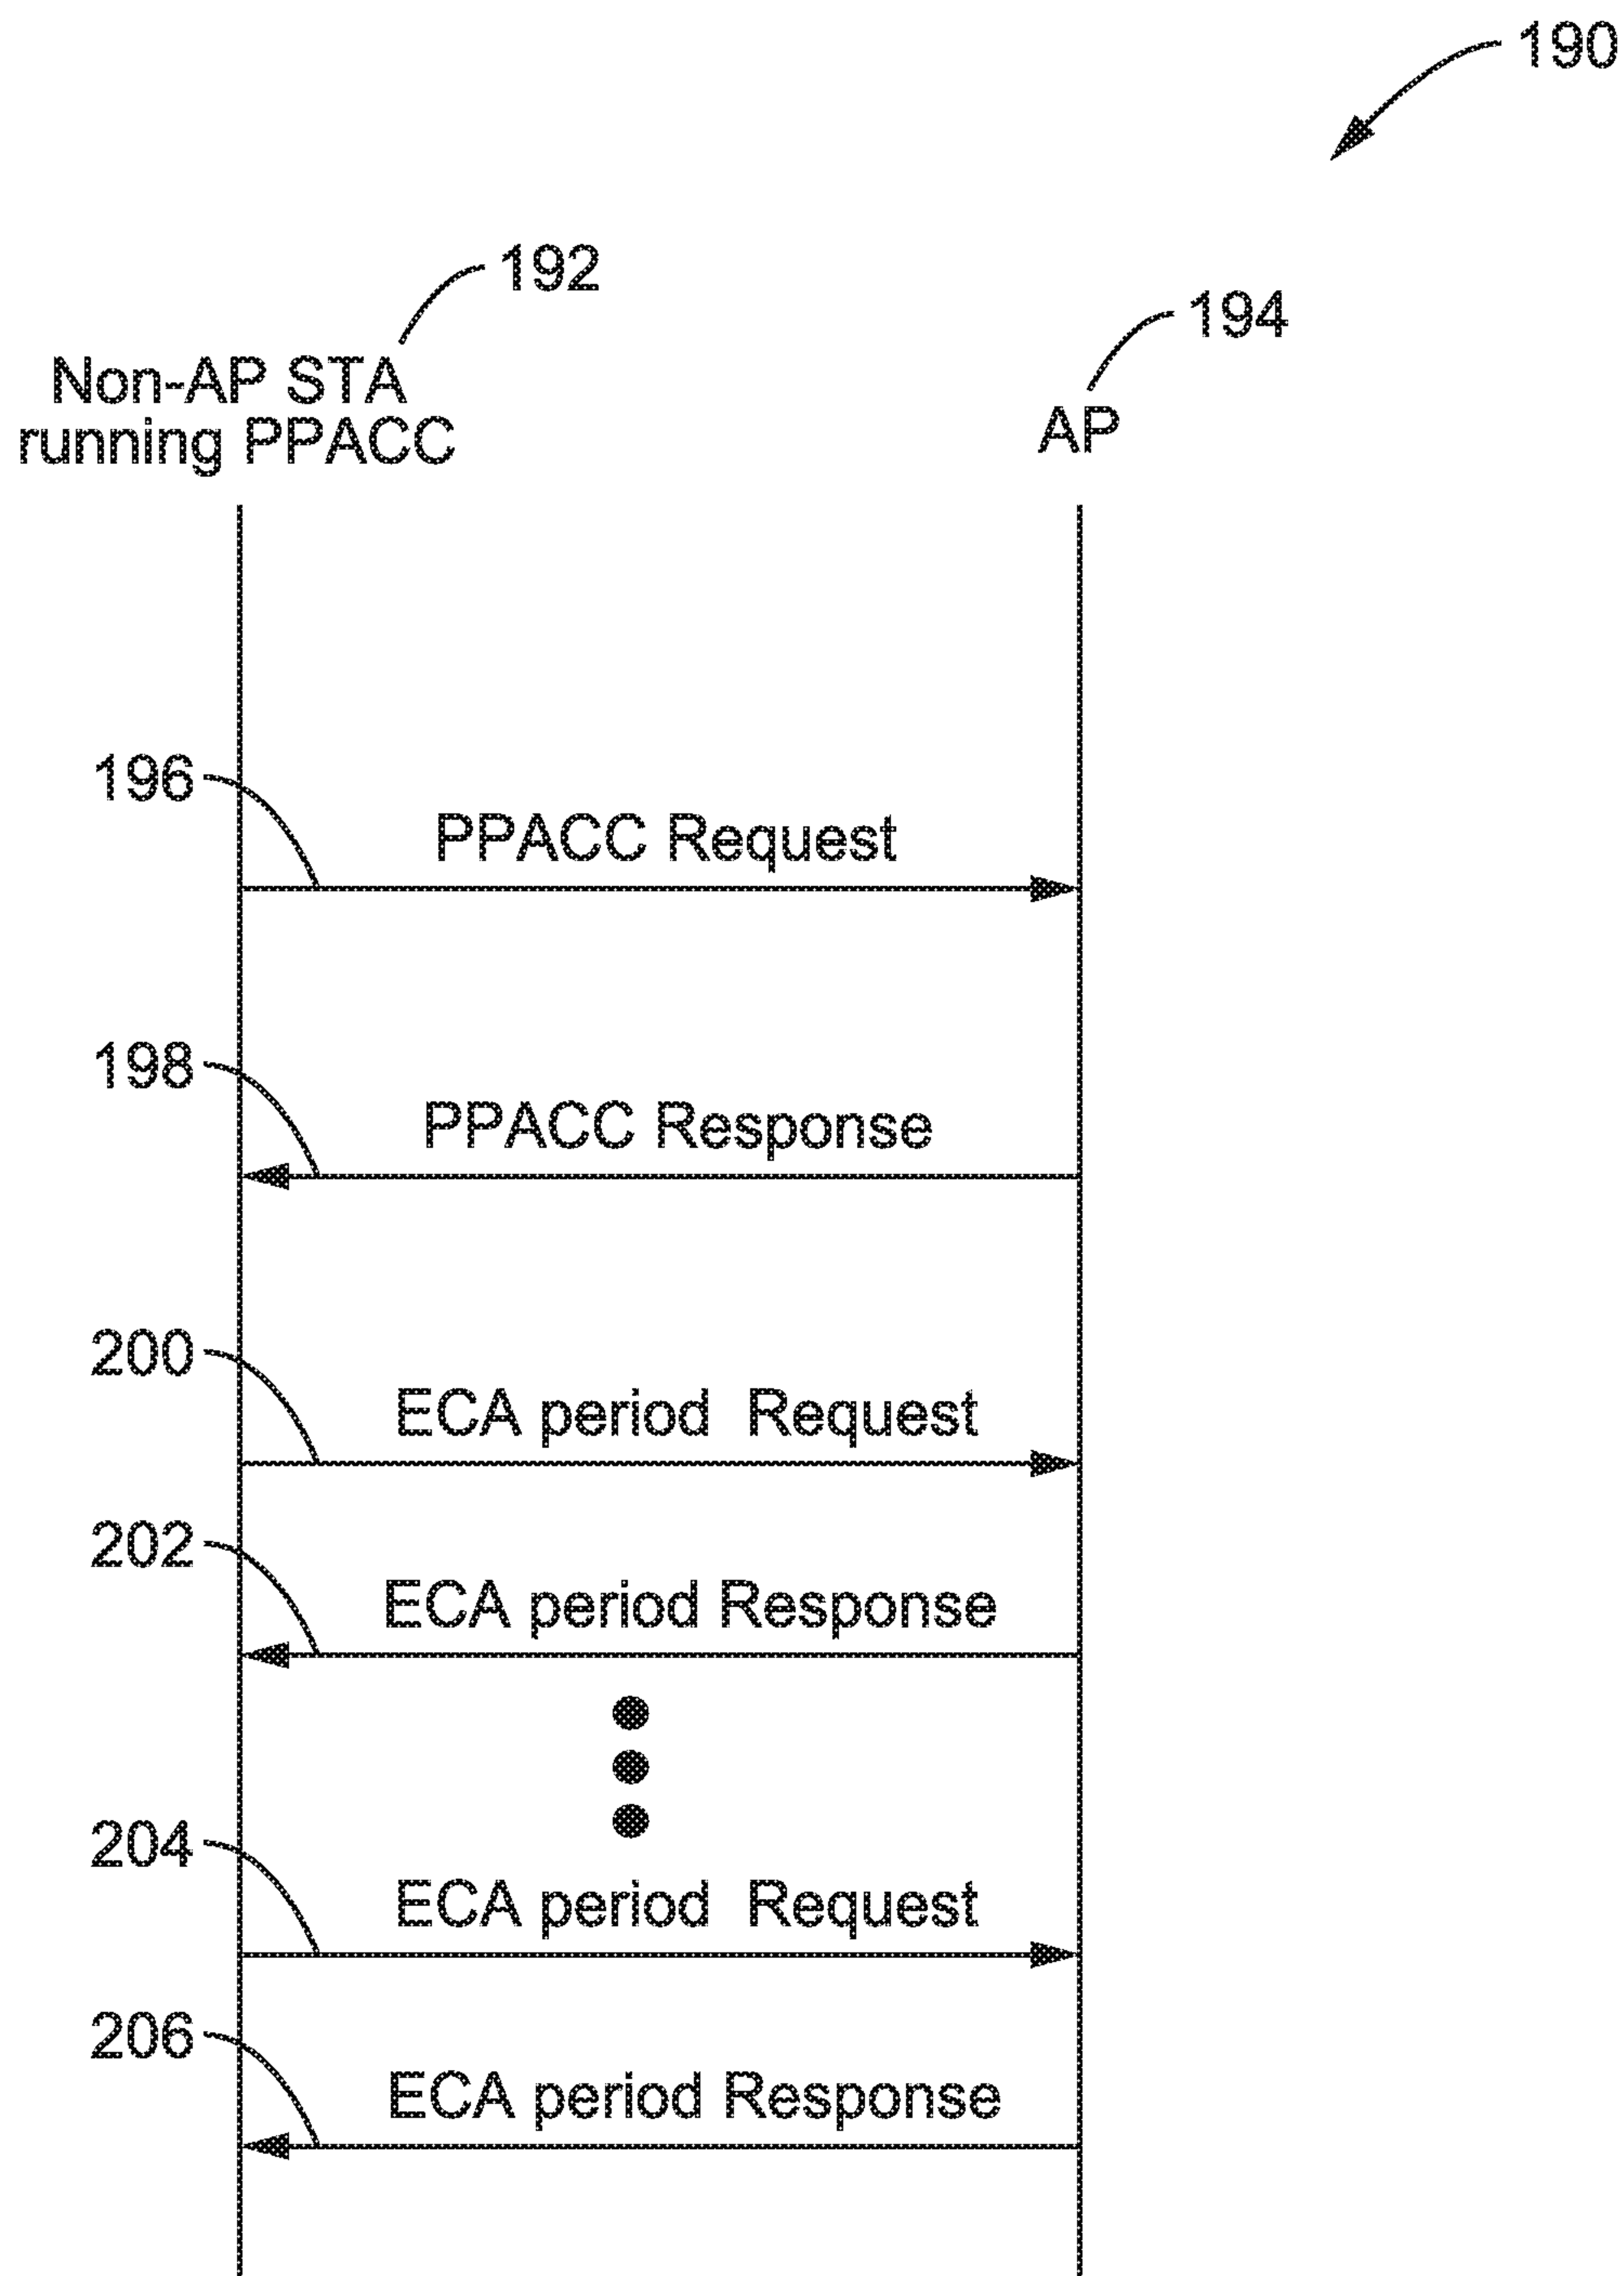 190
192
194
Non-AP STA
running PPACC
AP
196
PPACC Request
198
PPACC Response
200
ECA period Request
202
ECA period Response
204
ECA period Request
206
ECA period Response